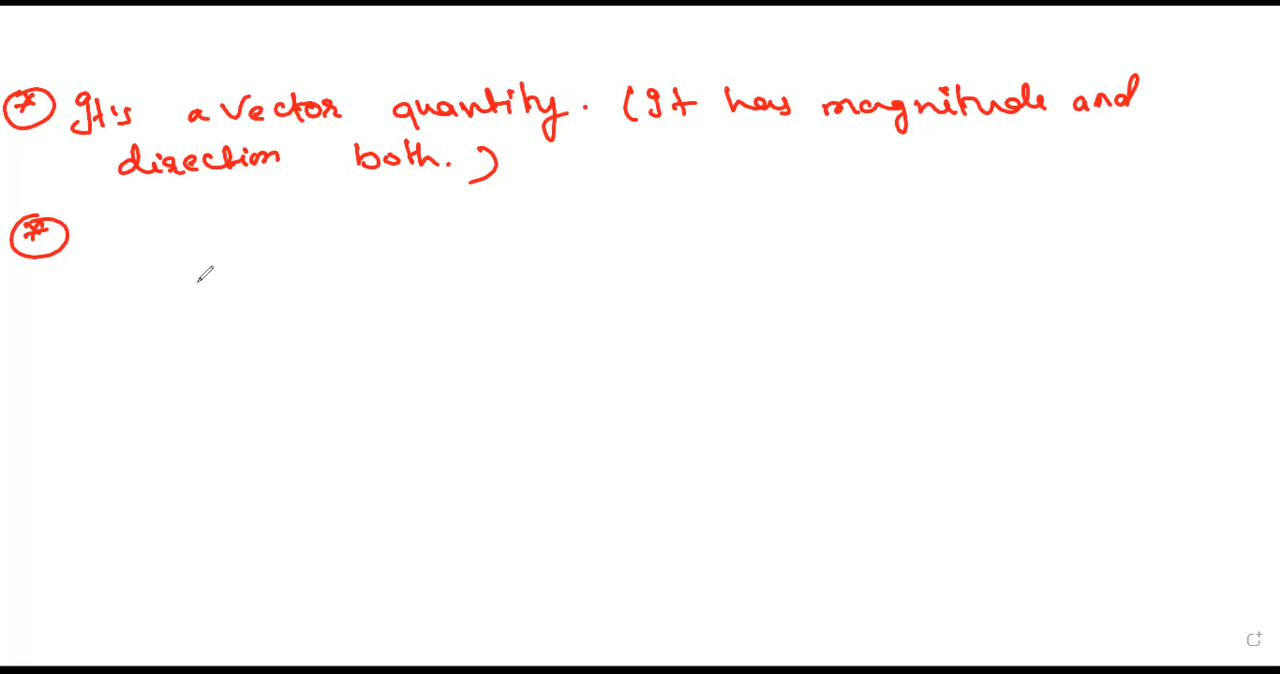 * It's a vector quantity. (It has magnitude and
direction both.)
*